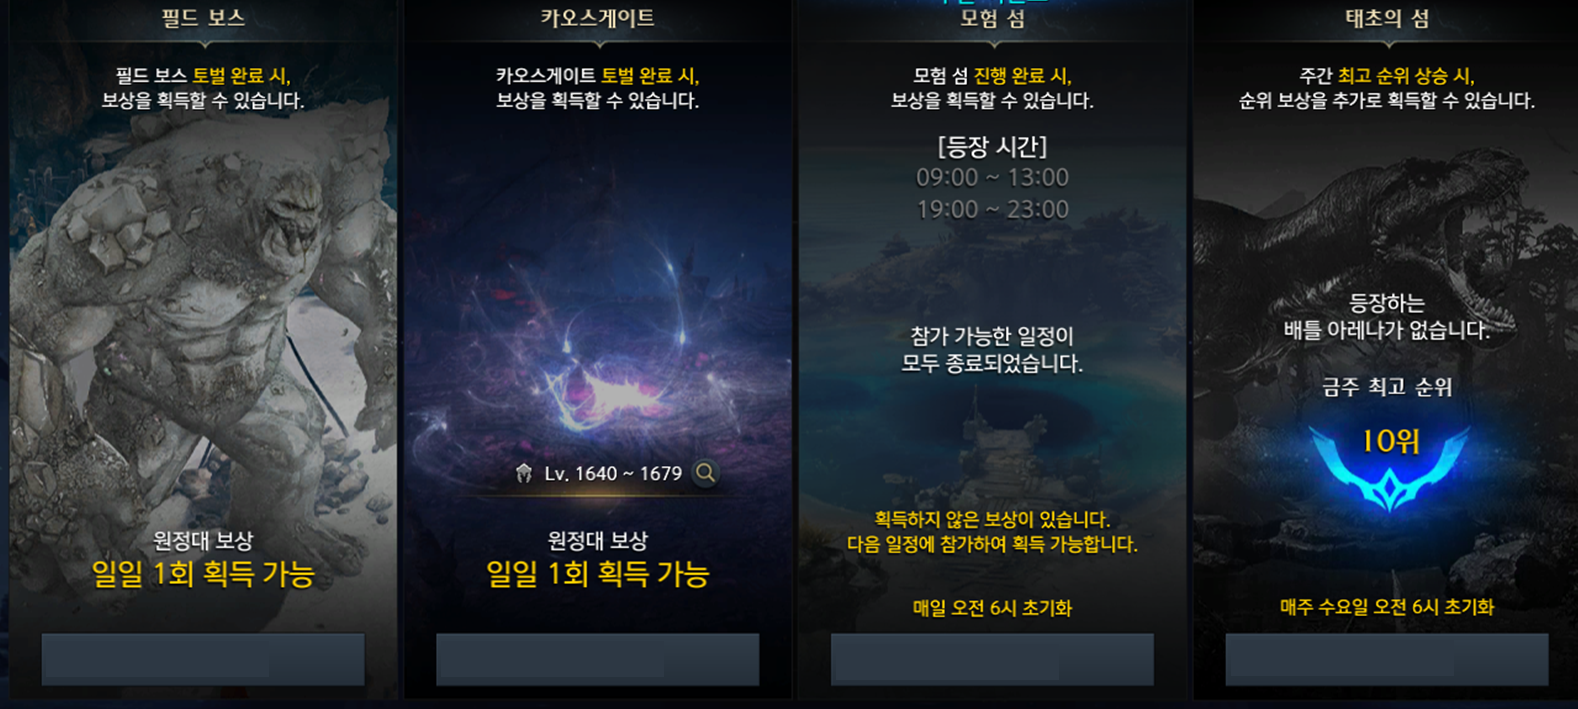 필드 보스
필드 보스 토벌 완료 시,
보상을 획득할 수 있습니다.
원정대 보상
일일 1회 획득 가능
카오스게이트
카오스게이트 토벌 완료 시,
보상을 획득할 수 있습니다.
Lv. 1640 ~ 1679
원정대 보상
일일 1회 획득 가능
모험 섬
모험 섬 진행 완료 시,
보상을 획득할 수 있습니다.
[등장 시간]
09:00 ~ 13:00
19:00 ~ 23:00
참가 가능한 일정이
모두 종료되었습니다.
획득하지 않은 보상이 있습니다.
다음 일정에 참가하여 획득 가능합니다.
매일 오전 6시 초기화
태초의 섬
주간 최고 순위 상승 시,
순위 보상을 추가로 획득할 수 있습니다.
등장하는
배틀 아레나가 없습니다.
금주 최고 순위
10위
매주 수요일 오전 6시 초기화